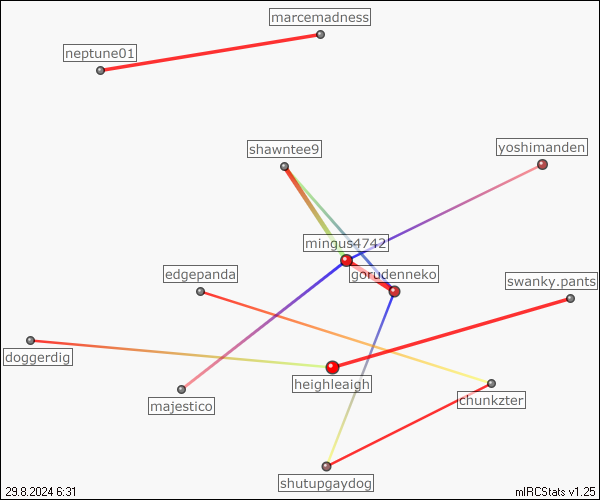 marcemadness
neptune01
shawntee9
yoshimanden
mingus4742
edgepanda
gorudenneko
swanky.pants
doggerdig
heighleaigh
majestico
chunkzter
shutupgaydog
29.8.2024 6:31
mIRCStats v1.25